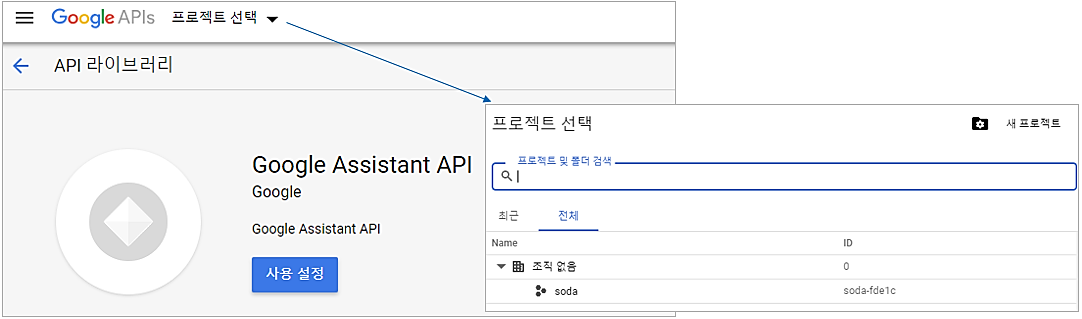 Google APIs 프로젝트 선택
API 라이브러리
Google Assistant API
Google
Google Assistant API
사용 설정
프로젝트 선택
새 프로젝트
프로젝트 및 폴더 검색
최근 전체
Name ID
조직 없음 0
soda soda-fde1c